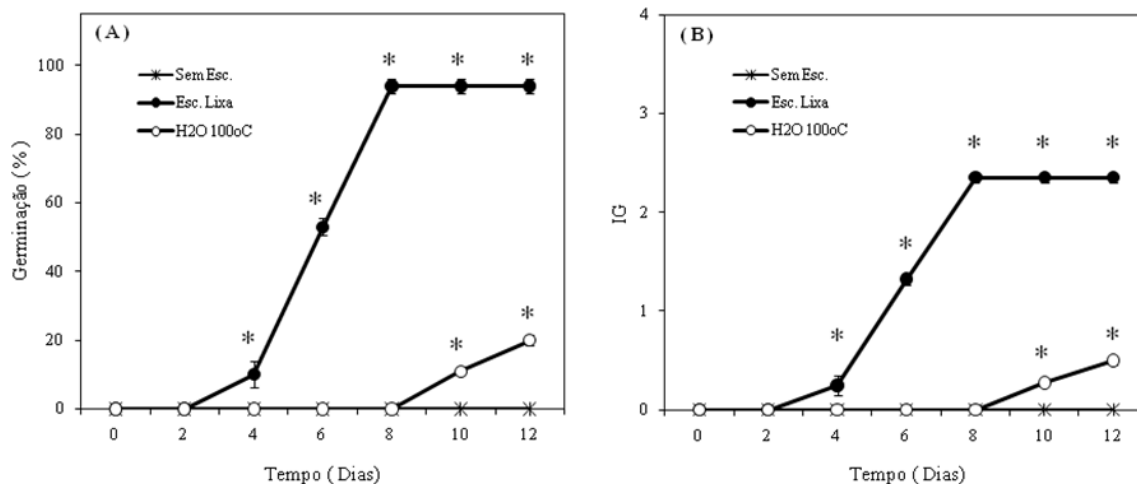 (A)
Sem Esc.
Esc. Lixa
H2O 100oC
Germinação (%)
100
80
60
40
20
0
* * * * * * *
0 2 4 6 8 10 12
Tempo ( Dias)
(B)
Sem Esc.
Esc. Lixa
H2O 100oC
IG
4
3
2
1
0
* * * * * * *
0 2 4 6 8 10 12
Tempo ( Dias)